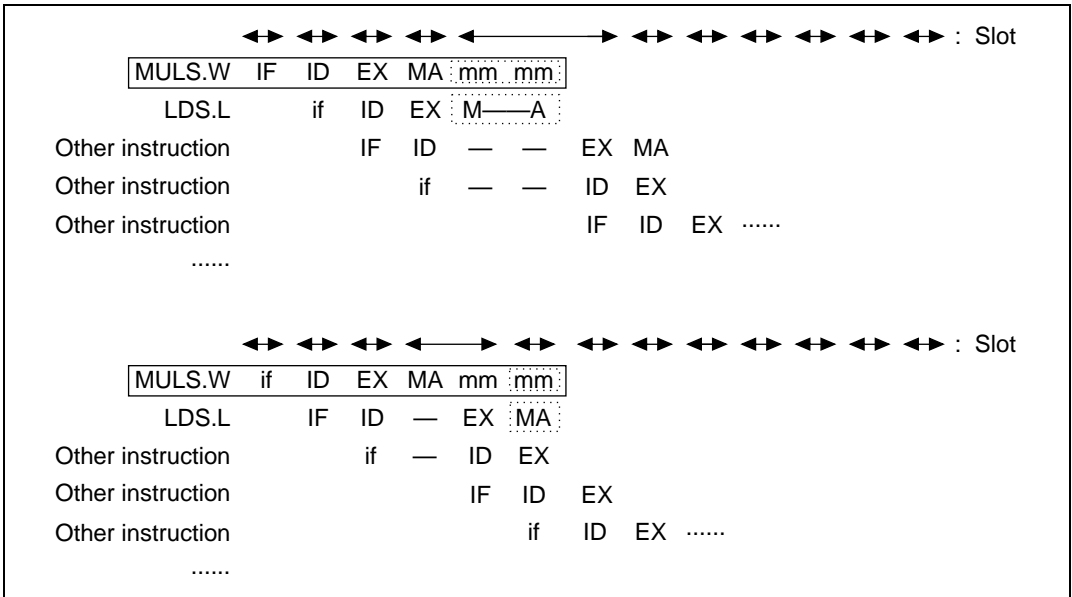 : Slot
MULS.W IF ID EX MA mm mm
LDS.L if ID EX M——A
Other instruction IF ID — — EX MA
Other instruction if — — ID EX
Other instruction IF ID EX ......
......
: Slot
MULS.W if ID EX MA mm mm
LDS.L IF ID — EX MA
Other instruction if — ID EX
Other instruction IF ID EX
Other instruction if ID EX ......
......